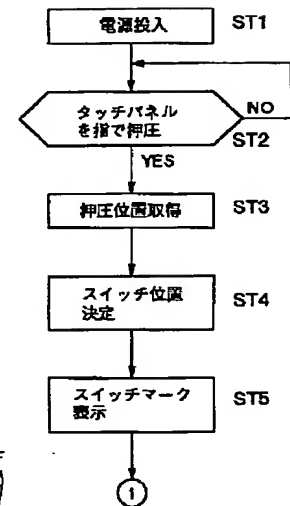 電源投入 ST1
タッチパネル
を指で押圧
NO
ST2
YES
押圧位置取得 ST3
スイッチ位置
決定
ST4
スイッチマーク
表示
ST5
1